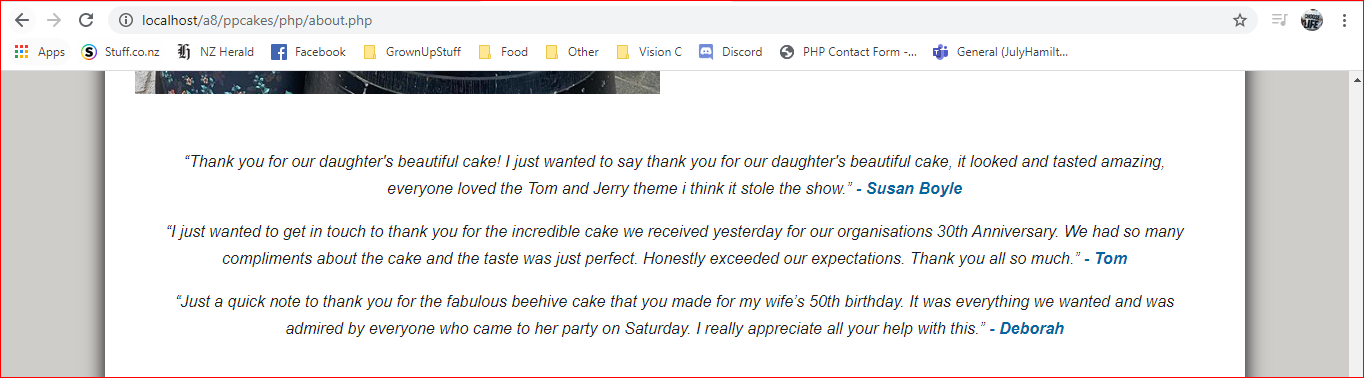 localhost/a8/ppcakes/php/about.php
Apps Stuff.co.nz NZ Herald Facebook GrownUpStuff Food Other Vision C Discord PHP Contact Form -... General (JulyHamilt...
“Thank you for our daughter's beautiful cake! I just wanted to say thank you for our daughter's beautiful cake, it looked and tasted amazing,
everyone loved the Tom and Jerry theme i think it stole the show.” - Susan Boyle
“I just wanted to get in touch to thank you for the incredible cake we received yesterday for our organisations 30th Anniversary. We had so many
compliments about the cake and the taste was just perfect. Honestly exceeded our expectations. Thank you all so much.” - Tom
“Just a quick note to thank you for the fabulous beehive cake that you made for my wife’s 50th birthday. It was everything we wanted and was
admired by everyone who came to her party on Saturday. I really appreciate all your help with this.” - Deborah